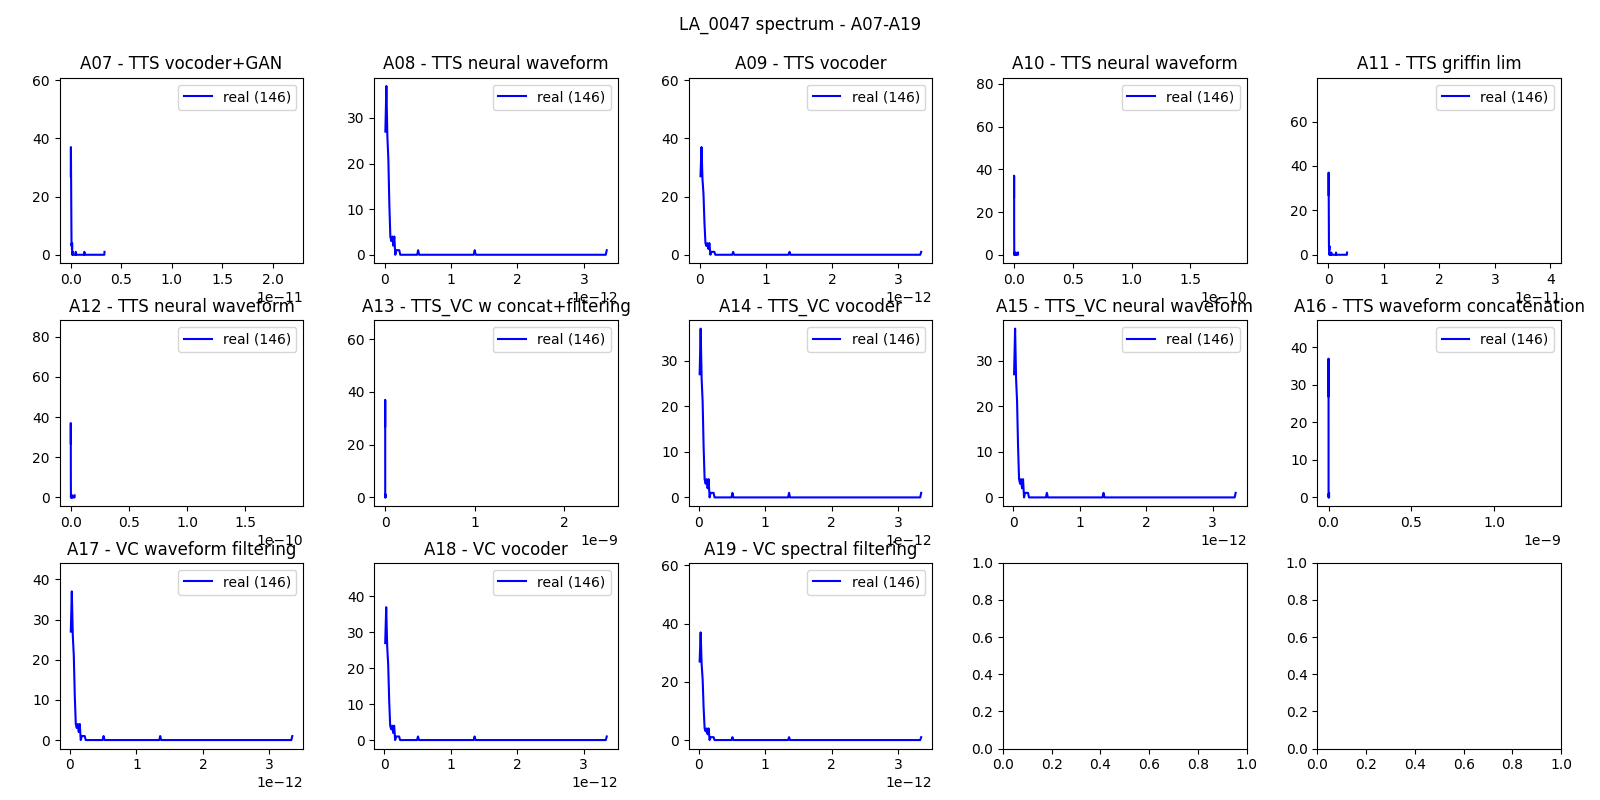 LA_0047 spectrum - A07-A19
A07 - TTS vocoder+GAN
A08 - TTS neural waveform
A09 - TTS vocoder
A10 - TTS neural waveform
A11 - TTS griffin lim
real (146)
real (146)
real (146)
real (146)
real (146)
60
40
20
0
30
20
10
0
60
40
20
0
80
60
40
20
0
60
40
20
0
0.0 0.5 1.0 1.5 2.0
1e−11
0 1 2 3
1e−12
0 1 2 3
1e−12
0.0 0.5 1.0 1.5
1e−10
0 1 2 3 4
1e−11
A12 - TTS neural waveform
A13 - TTS_VC w concat+filtering
A14 - TTS_VC vocoder
A15 - TTS_VC neural waveform
A16 - TTS waveform concatenation
real (146)
real (146)
real (146)
real (146)
real (146)
80
60
40
20
0
60
40
20
0
30
20
10
0
30
20
10
0
40
30
20
10
0
0.0 0.5 1.0 1.5
1e−10
0 1 2
1e−9
0 1 2 3
1e−12
0 1 2 3
1e−12
0.0 0.5 1.0
1e−9
A17 - VC waveform filtering
A18 - VC vocoder
A19 - VC spectral filtering
real (146)
real (146)
real (146)
40
30
20
10
0
40
30
20
10
0
60
40
20
0
1.0
0.8
0.6
0.4
0.2
0.0
1.0
0.8
0.6
0.4
0.2
0.0
0 1 2 3
1e−12
0 1 2 3
1e−12
0 1 2 3
1e−12
0.0 0.2 0.4 0.6 0.8 1.0
0.0 0.2 0.4 0.6 0.8 1.0